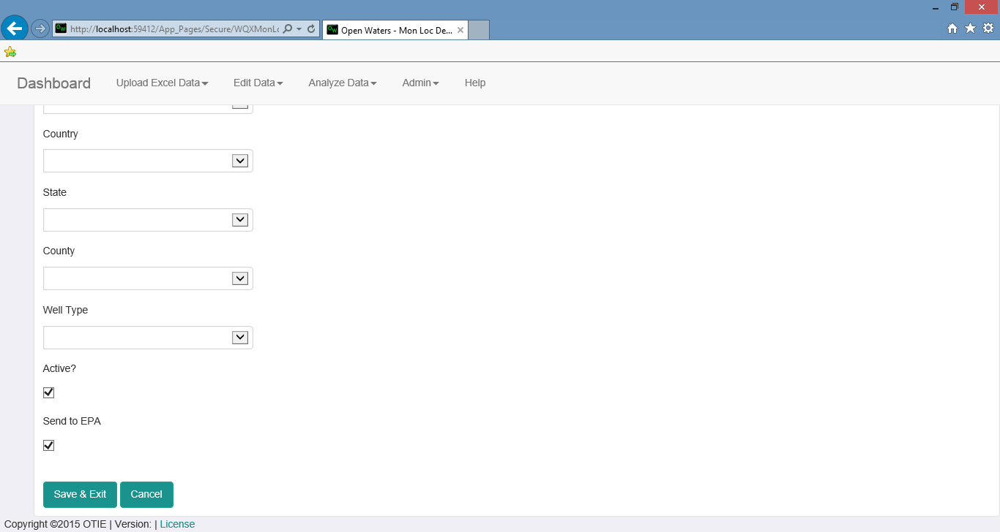 http://localhost:59412/App_Pages/Secure/WQXMonLo
Open Waters - Mon Loc De...
Dashboard Upload Excel Data Edit Data Analyze Data Admin Help
Country
State
County
Well Type
Active?
Send to EPA
Save & Exit Cancel
Copyright ©2015 OTIE | Version: | License